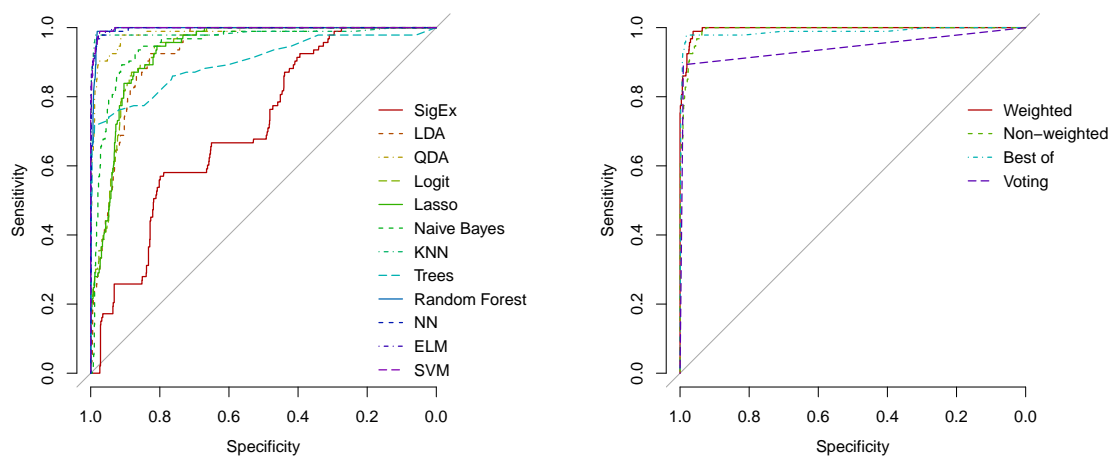 1.0
0.8
0.6
0.4
0.2
0.0
Sensitivity
SigEx
LDA
QDA
Logit
Lasso
Naive Bayes
KNN
Trees
Random Forest
NN
ELM
SVM
1.0 0.8 0.6 0.4 0.2 0.0
Specificity
1.0
0.8
0.6
0.4
0.2
0.0
Sensitivity
Weighted
Non−weighted
Best of
Voting
1.0 0.8 0.6 0.4 0.2 0.0
Specificity